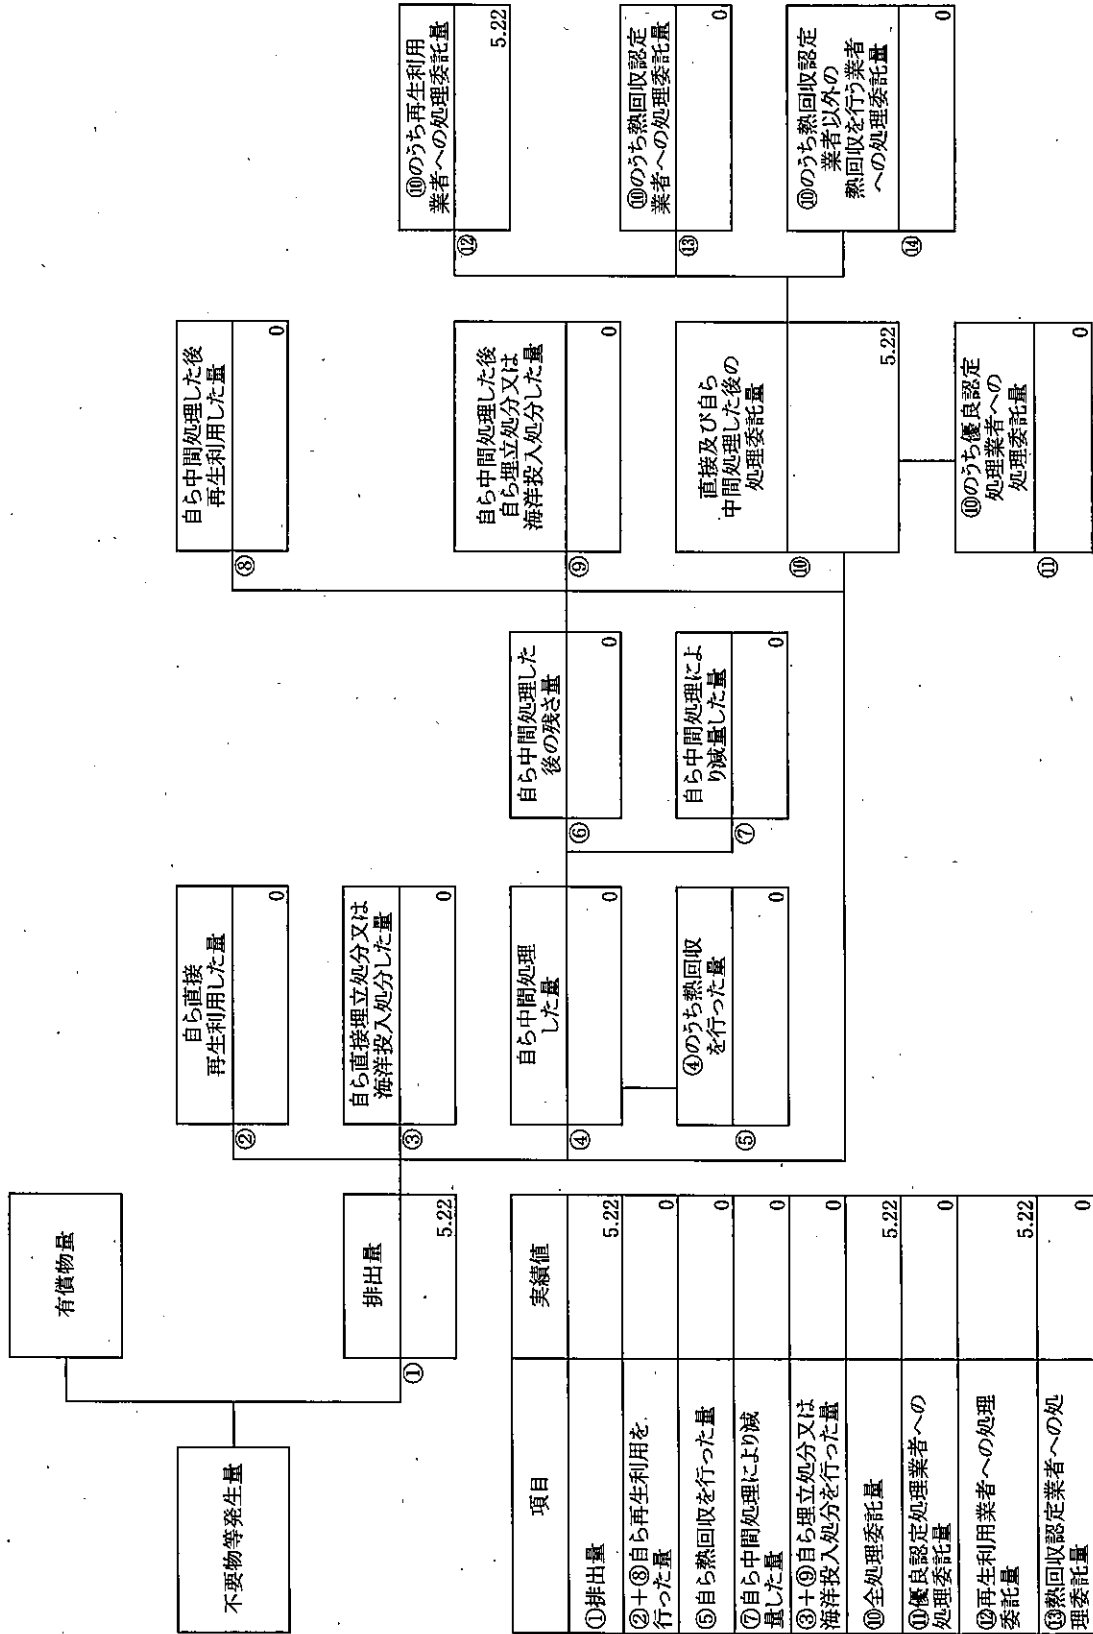 不要物等発生量
有償物量
排出量
①
5.22
自ら直接
再生利用した量
②
0
自ら直接埋立処分又は
海洋投入処分した量
③
0
自ら中間処理
した量
④
0
④のうち熱回収
を行った量
⑤
0
自ら中間処理した
後の残さ量
⑥
0
自ら中間処理によ
り減量した量
⑦
0
自ら中間処理した後
再生利用した量
⑧
0
自ら中間処理した後
自ら埋立処分又は
海洋投入処分した量
⑨
0
直接及び自ら
中間処理した後の
処理委託量
⑩
5.22
⑩のうち優良認定
処理業者への
処理委託量
⑪
0
⑩のうち再生利用
業者への処理委託量
⑫
5.22
⑩のうち熱回収認定
業者への処理委託量
⑬
0
⑩のうち熱回収認定
業者以外の
熱回収を行う業者
への処理委託量
⑭
0
項目 実績値
①排出量 5.22
②+⑧自ら再生利用を
行った量 0
⑤自ら熱回収を行った量 0
⑦自ら中間処理により減
量した量 0
③+⑨自ら埋立処分又は
海洋投入処分を行った量 0
⑩全処理委託量 5.22
⑪優良認定処理業者への
処理委託量 0
⑫再生利用業者への処理
委託量 5.22
⑬熱回収認定業者への処
理委託量 0